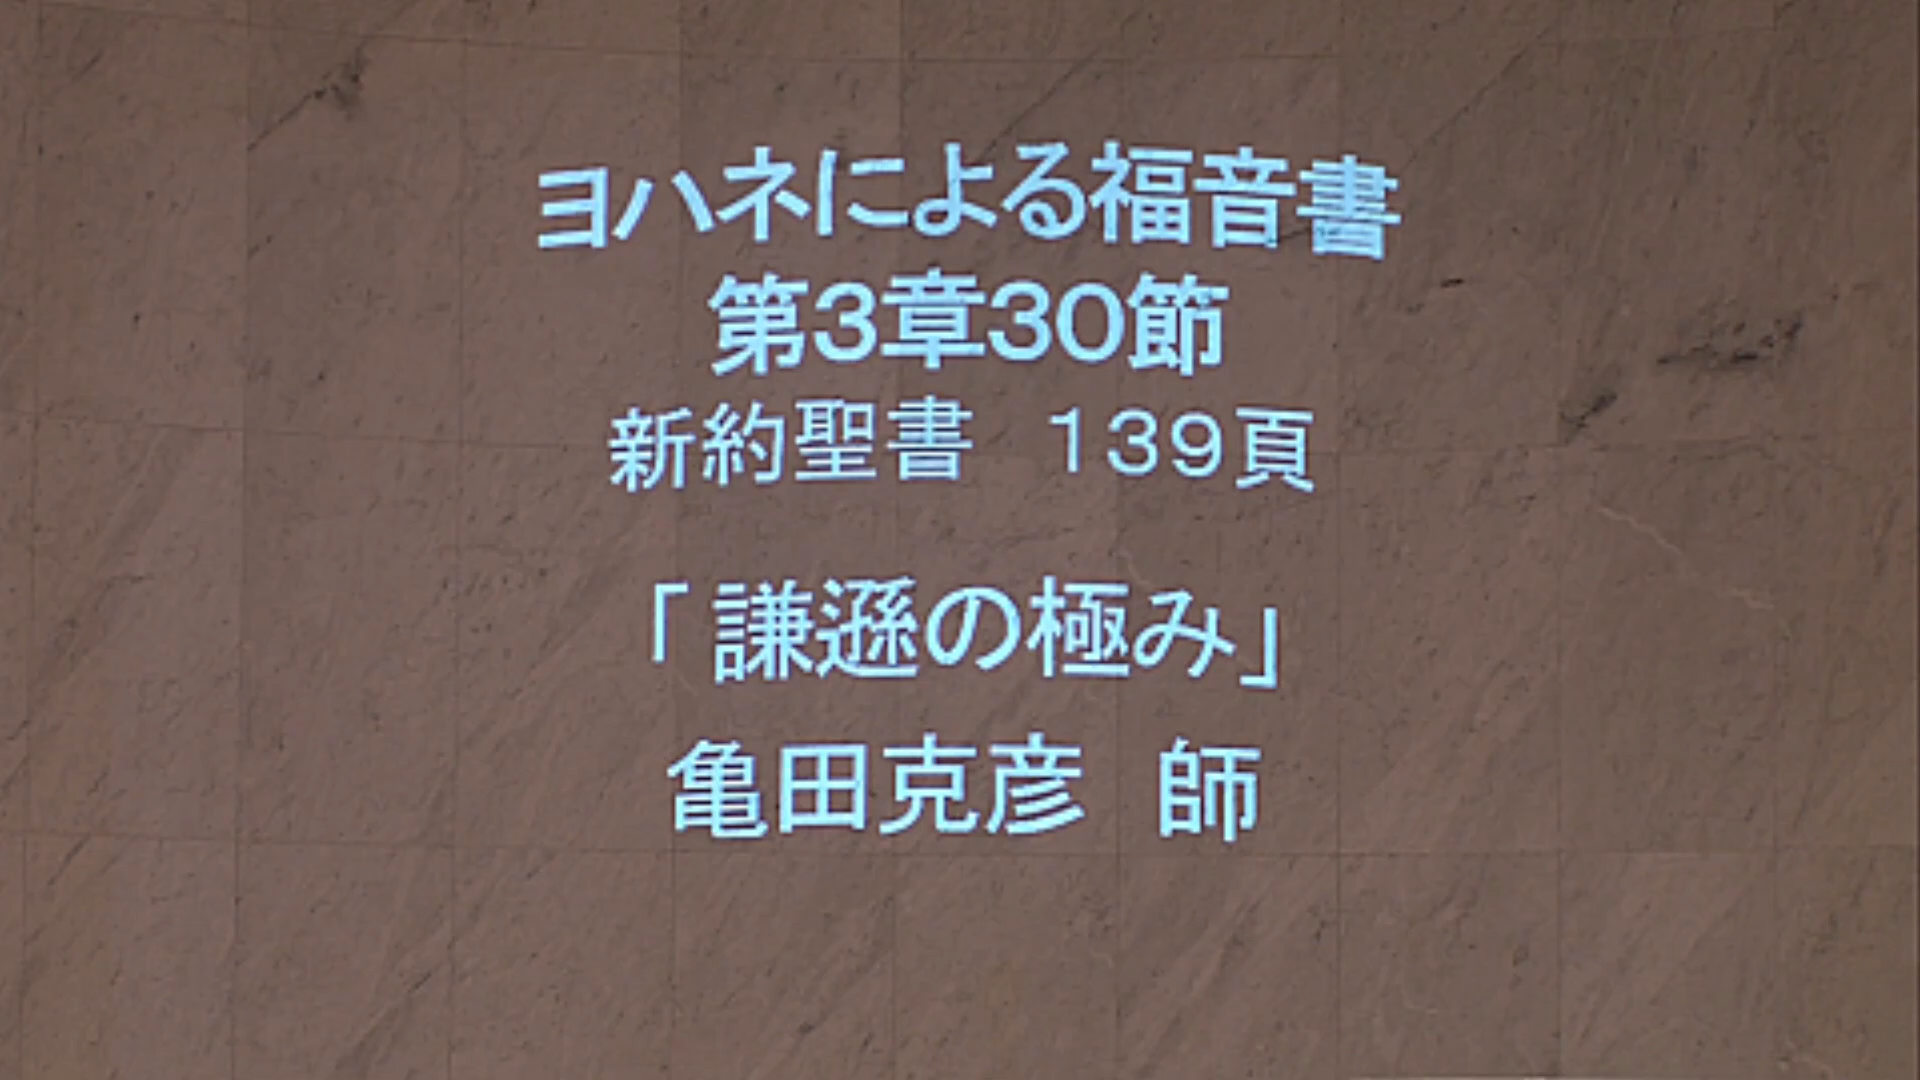 ヨハネによる福音書
第3章30節
新約聖書　139頁
「謙遜の極み」
亀田克彦　師